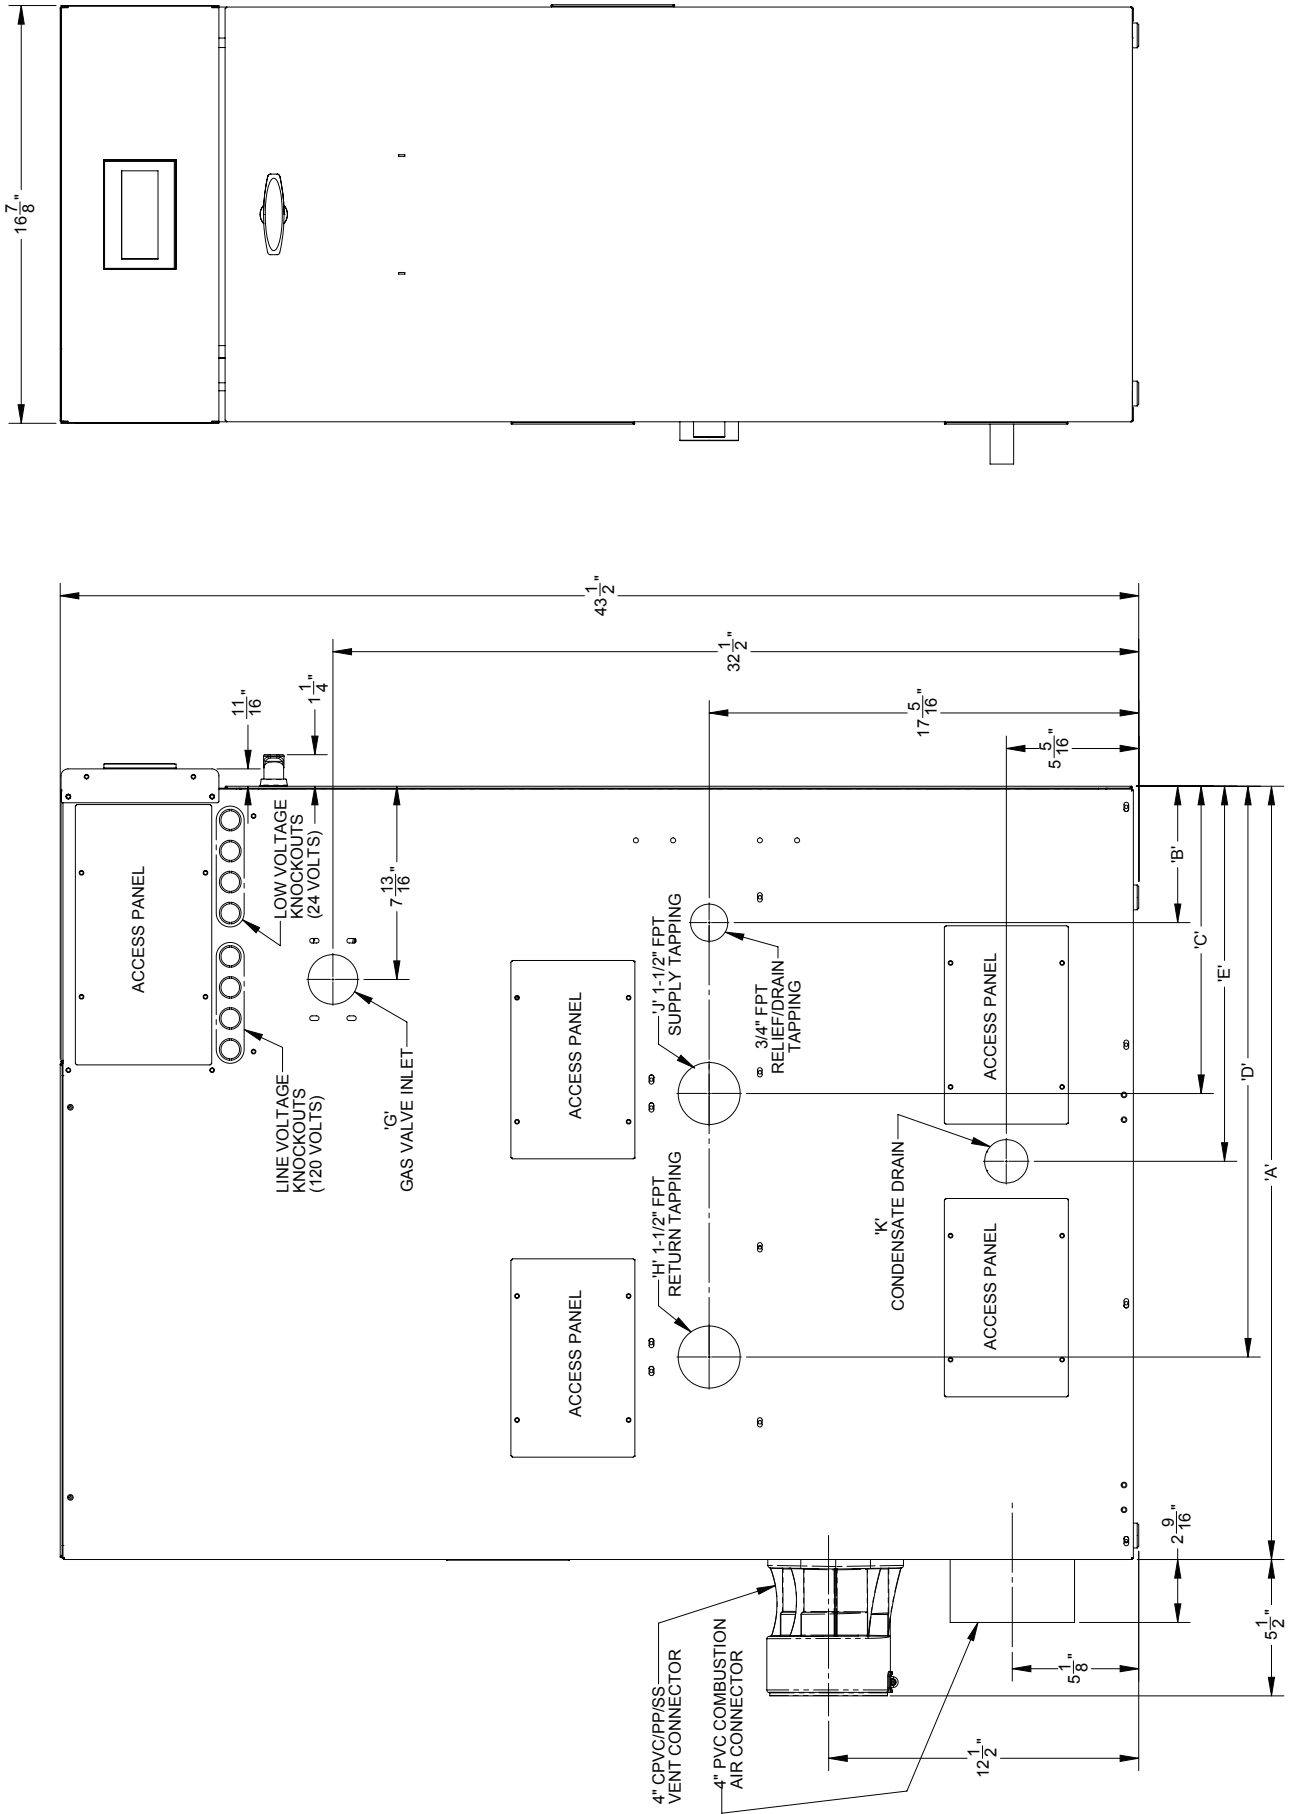 16 7/8"
43 1/2"
32 1/2"
17 5/16"
5 5/16"
11/16"
1 1/4"
7 13/16"
ACCESS PANEL
LOW VOLTAGE
KNOCKOUTS
(24 VOLTS)
LINE VOLTAGE
KNOCKOUTS
(120 VOLTS)
'G'
GAS VALVE INLET
ACCESS PANEL
ACCESS PANEL
'J' 1-1/2" FPT
SUPPLY TAPPING
3/4" FPT
RELIEF/DRAIN
TAPPING
'H' 1-1/2" FPT
RETURN TAPPING
'K'
CONDENSATE DRAIN
ACCESS PANEL
ACCESS PANEL
'B'
'C'
'E'
'D'
'A'
4" CPVC/PP/SS
VENT CONNECTOR
4" PVC COMBUSTION
AIR CONNECTOR
2 9/16"
5 1/2"
5 1/8"
12 1/2"